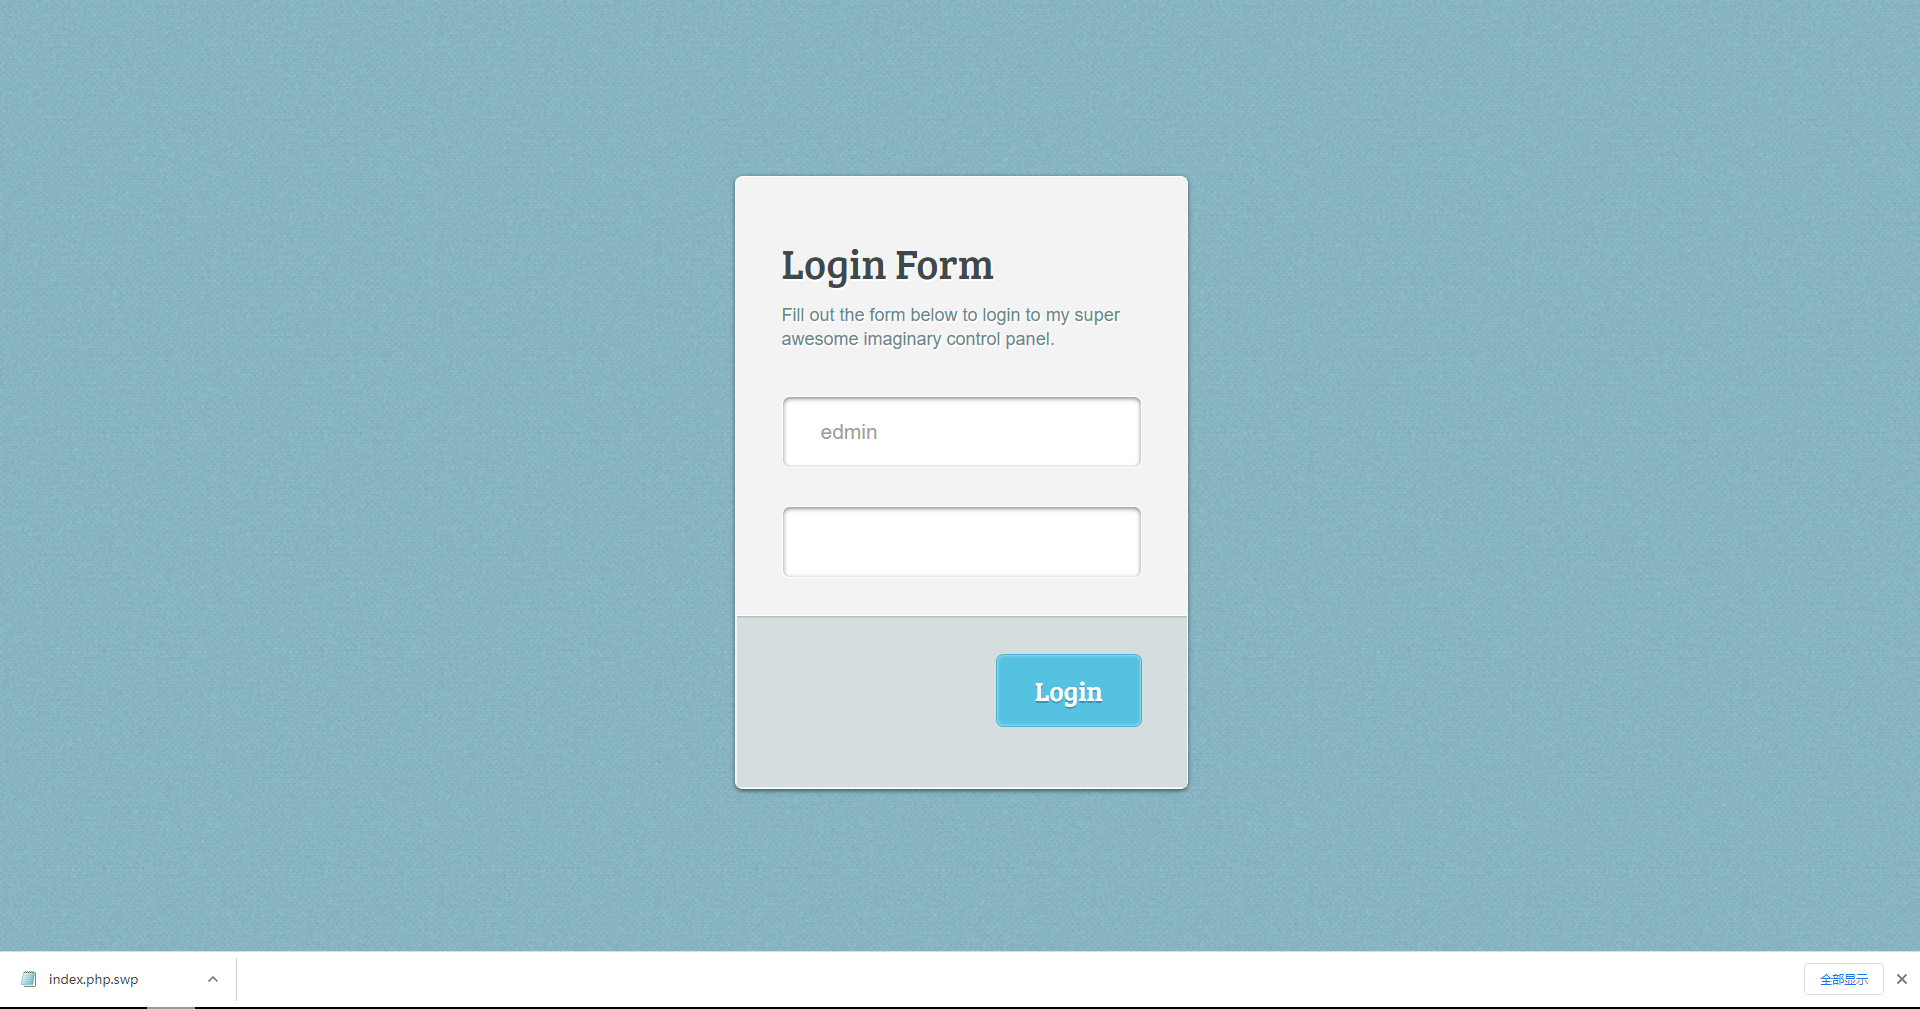 Login Form
Fill out the form below to login to my super
awesome imaginary control panel.
edmin
Login
index.php.swp
全部显示